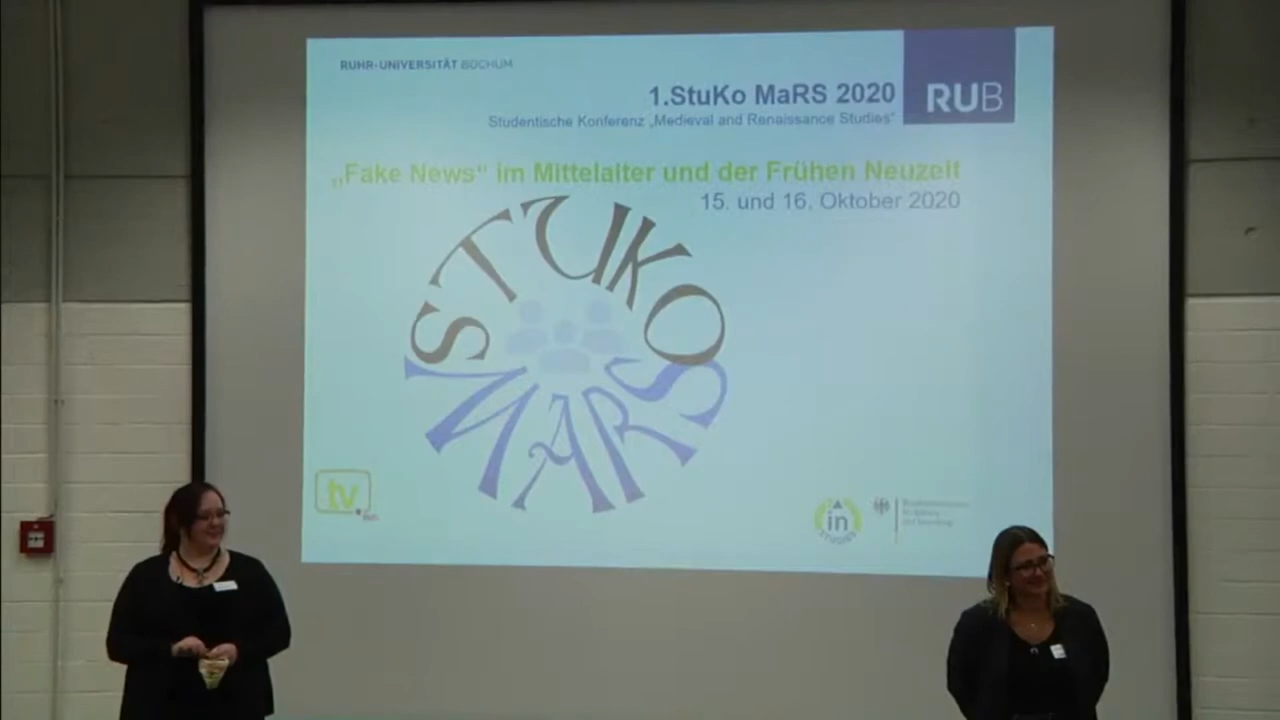 RUHR-UNIVERSITÄT BOCHUM
1.StuKo MaRS 2020
RUB
Studentische Konferenz „Medieval and Renaissance Studies“
„Fake News“ im Mittelalter und der Frühen Neuzeit
15. und 16. Oktober 2020
STUKO
MARS
tv.
in
STUDIES